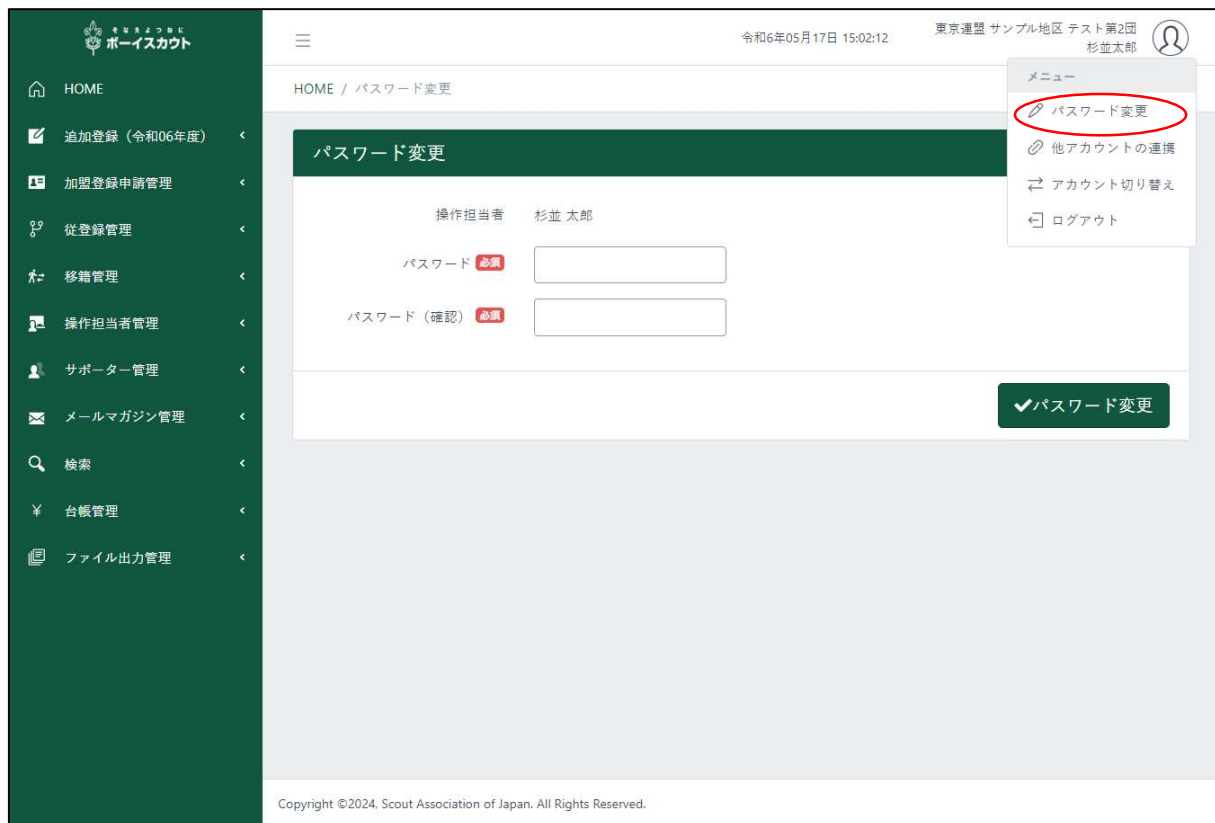 そなえよつねに
ボーイスカウト
令和6年05月17日 15:02:12
東京連盟 サンプル地区 テスト第2団
杉並太郎
HOME
追加登録（令和06年度）
加盟登録申請管理
従登録管理
移籍管理
操作担当者管理
サポーター管理
メールマガジン管理
検索
¥ 台帳管理
ファイル出力管理
HOME / パスワード変更
メニュー
パスワード変更
他アカウントの連携
アカウント切り替え
ログアウト
パスワード変更
操作担当者 杉並 太郎
パスワード 必須
パスワード（確認） 必須
パスワード変更
Copyright ©2024, Scout Association of Japan. All Rights Reserved.